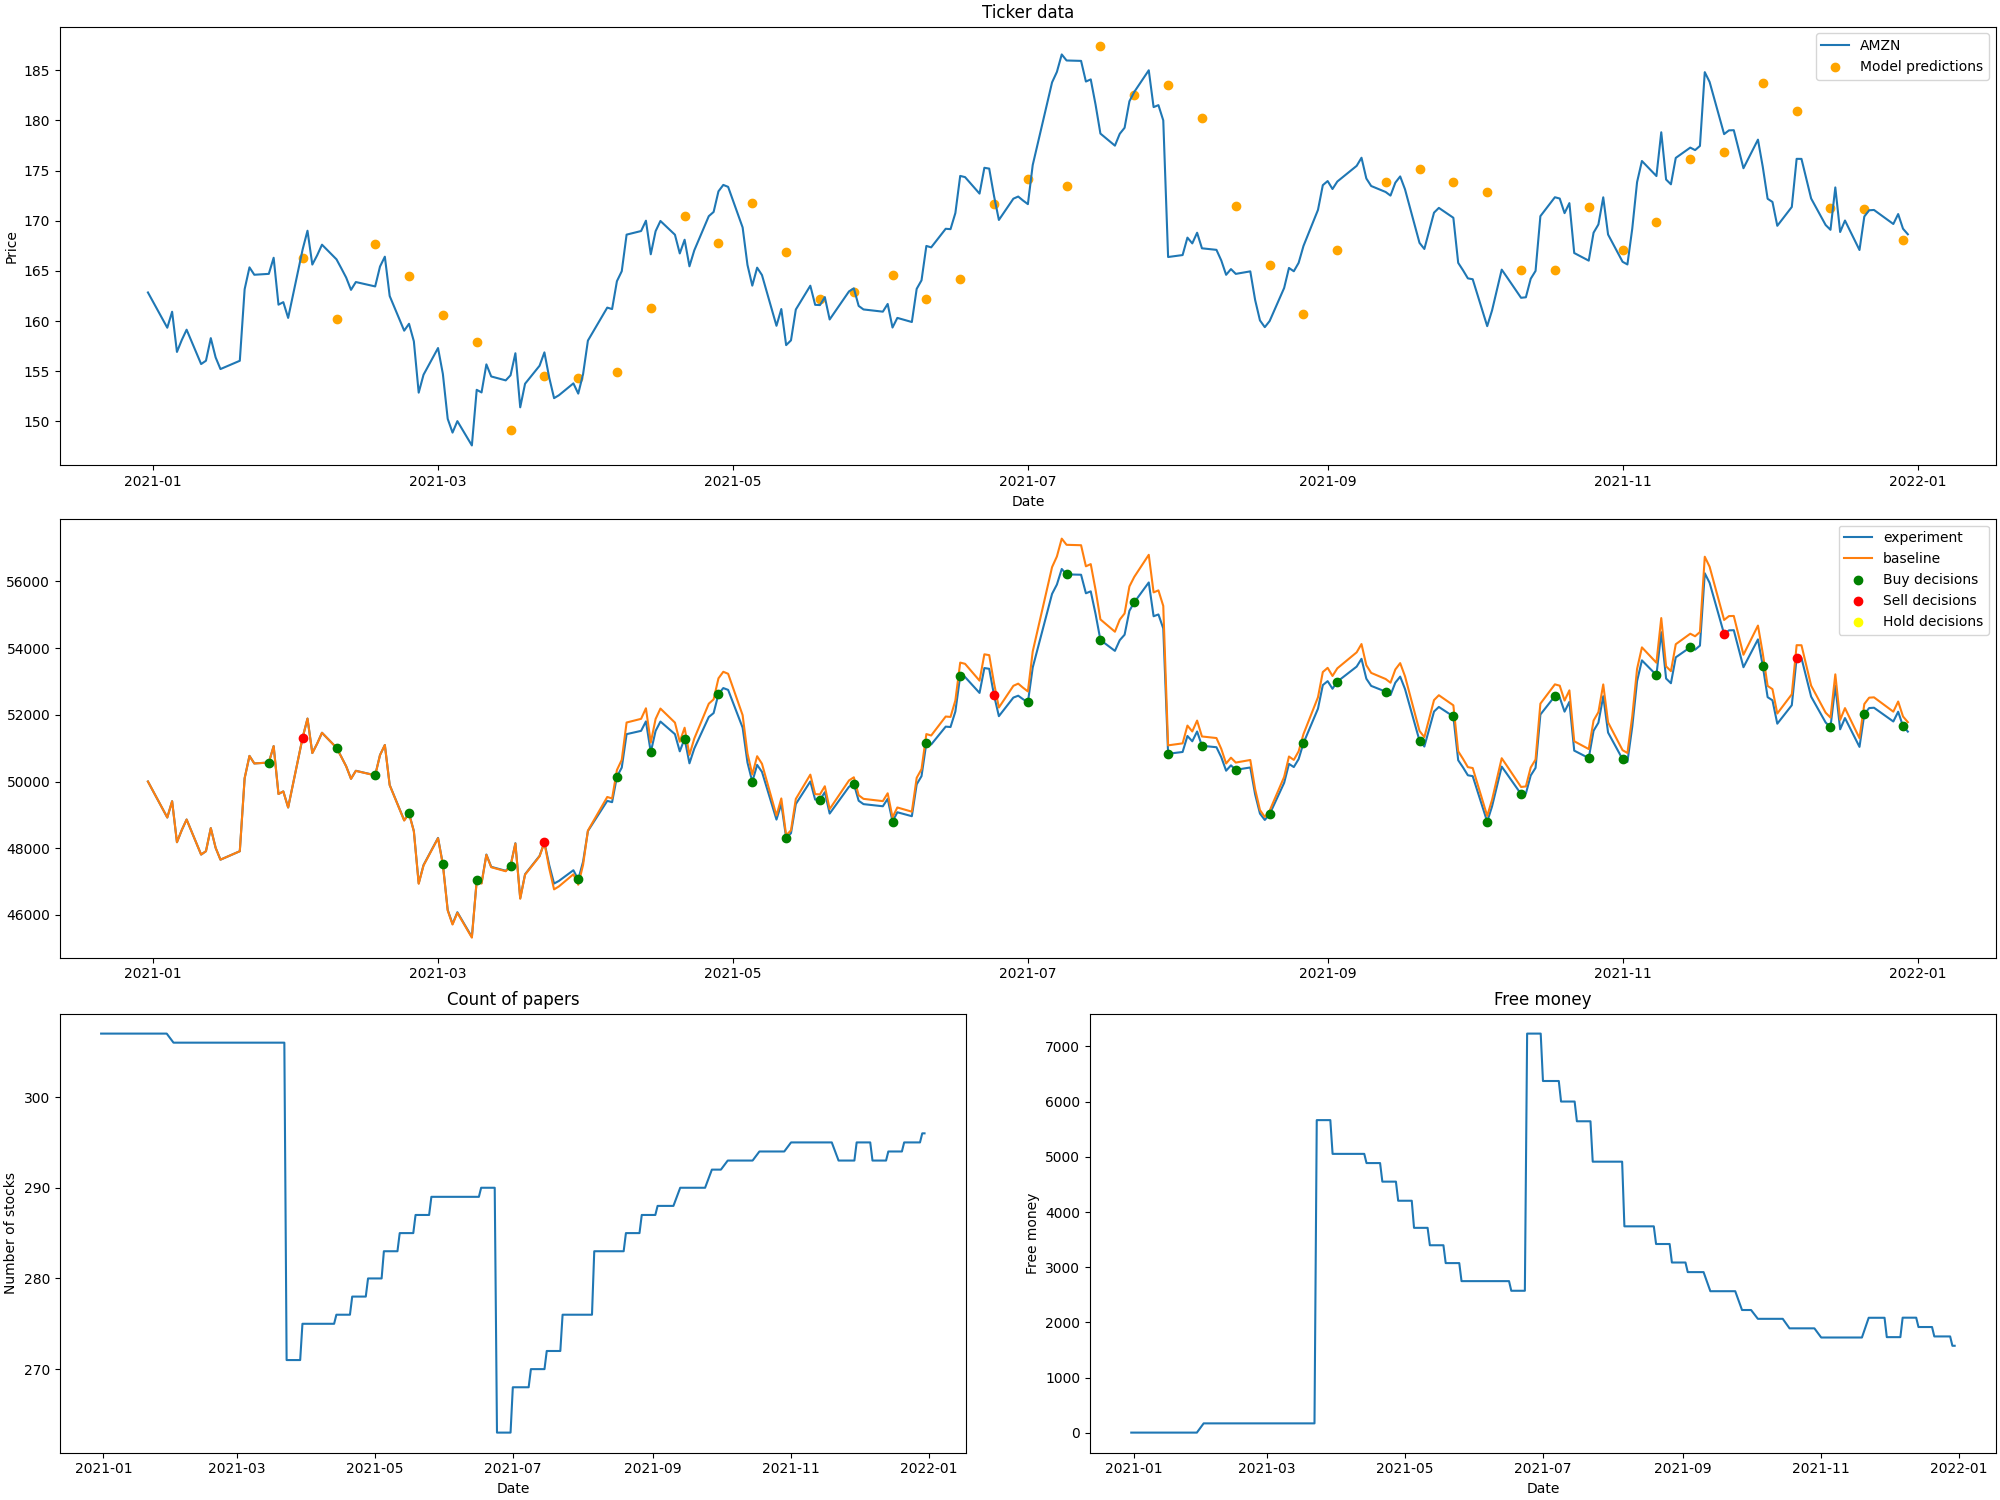 Ticker data
AMZN
Model predictions
Price
185
180
175
170
165
160
155
150
2021-01 2021-03 2021-05 2021-07 2021-09 2021-11 2022-01
Date
experiment
baseline
Buy decisions
Sell decisions
Hold decisions
56000
54000
52000
50000
48000
46000
2021-01 2021-03 2021-05 2021-07 2021-09 2021-11 2022-01
Count of papers
Number of stocks
300
290
280
270
2021-01 2021-03 2021-05 2021-07 2021-09 2021-11 2022-01
Date
Free money
Free money
7000
6000
5000
4000
3000
2000
1000
0
2021-01 2021-03 2021-05 2021-07 2021-09 2021-11 2022-01
Date